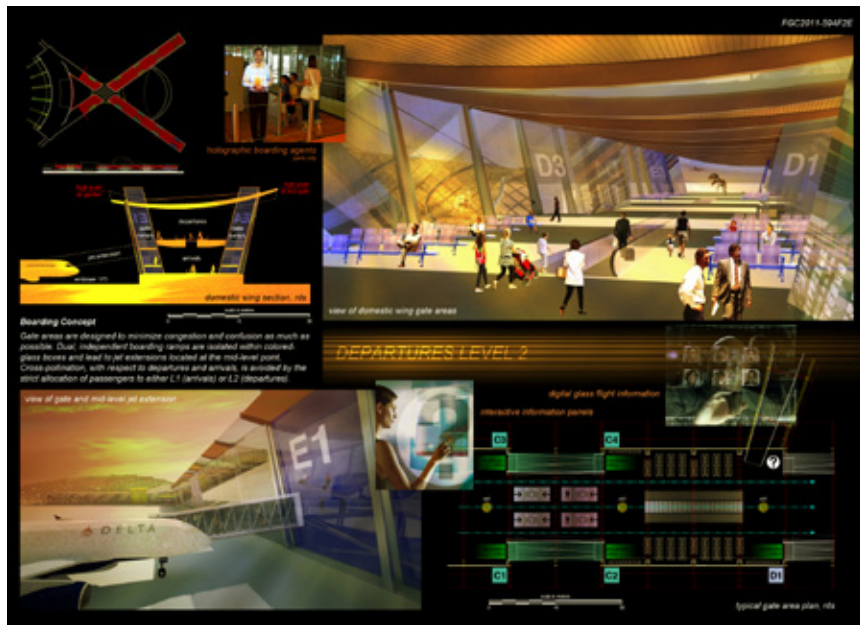 FGC2011-594F2E
holographic boarding agents
D3
D1
departures
arrivals
jet extension
domestic wing section, nts
view of domestic wing gate areas
Boarding Concept
Gate areas are designed to minimize congestion and confusion as much as
possible. Dual, independent boarding ramps are isolated within colored-
glass boxes and lead to jet extensions located at the mid-level point.
Cross-pollination, with respect to departures and arrivals, is avoided by the
strict allocation of passengers to either L1 (arrivals) or L2 (departures).
DEPARTURES LEVEL 2
digital glass flight information
interactive information panels
view of gate and mid-level jet extension
E1
DELTA
C3
C4
?
C1
C2
D1
typical gate area plan, nts